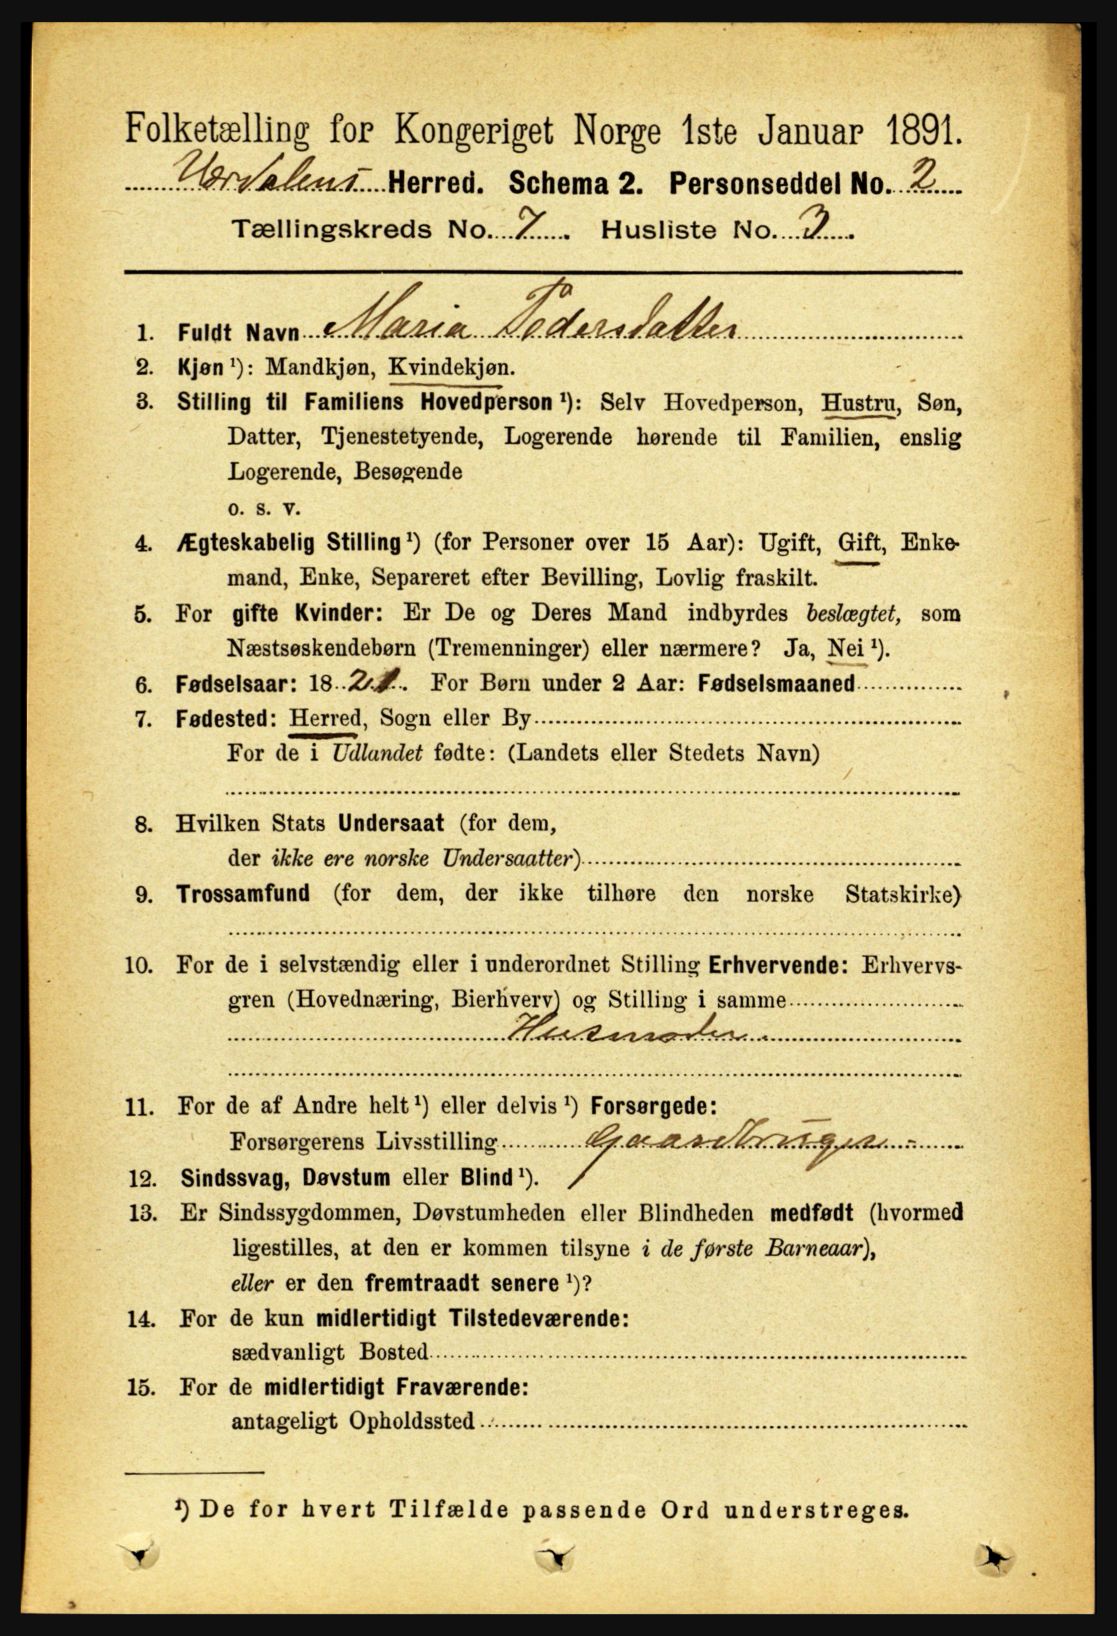 Folketælling for Kongeriget Norge 1ste Januar 1891.
Værdalens Herred. Schema 2. Personseddel No. 2
Tællingskreds No. 7. Husliste No. 3.
1. Fuldt Navn Maria Pedersdatter
2. Kjøn ¹): Mandkjøn, Kvindekjøn.
3. Stilling til Familiens Hovedperson ¹): Selv Hovedperson, Hustru, Søn,
Datter, Tjenestetyende, Logerende hørende til Familien, enslig
Logerende, Besøgende
o. s. v.
4. Ægteskabelig Stilling ¹) (for Personer over 15 Aar): Ugift, Gift, Enke-
mand, Enke, Separeret efter Bevilling, Lovlig fraskilt.
5. For gifte Kvinder: Er De og Deres Mand indbyrdes beslægtet, som
Næstsøskendebørn (Tremenninger) eller nærmere? Ja, Nei ¹).
6. Fødselsaar: 1821. For Børn under 2 Aar: Fødselsmaaned
7. Fødested: Herred, Sogn eller By
For de i Udlandet fødte: (Landets eller Stedets Navn)
8. Hvilken Stats Undersaat (for dem,
der ikke ere norske Undersaatter)
9. Trossamfund (for dem, der ikke tilhøre den norske Statskirke)
10. For de i selvstændig eller i underordnet Stilling Erhvervende: Erhvervs-
gren (Hovednæring, Bierhverv) og Stilling i samme
Husmoder.
11. For de af Andre helt ¹) eller delvis ¹) Forsørgede:
Forsørgerens Livsstilling Gaardbruger
12. Sindssvag, Døvstum eller Blind ¹).
13. Er Sindssygdommen, Døvstumheden eller Blindheden medfødt (hvormed
ligestilles, at den er kommen tilsyne i de første Barneaar),
eller er den fremtraadt senere ¹)?
14. For de kun midlertidigt Tilstedeværende:
sædvanligt Bosted
15. For de midlertidigt Fraværende:
antageligt Opholdssted
¹) De for hvert Tilfælde passende Ord understreges.